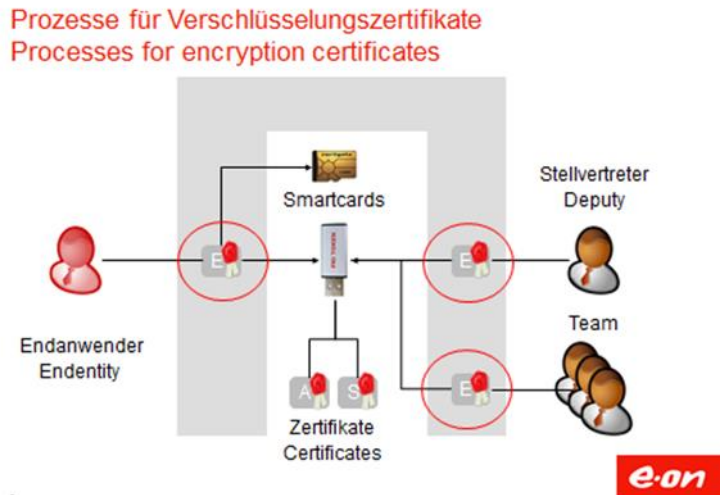 Prozesse für Verschlüsselungszertifikate
Processes for encryption certificates
Smartcards
Stellvertreter
Deputy
E
E
Endanwender
Endentity
Team
E
A
S
Zertifikate
Certificates
e·on